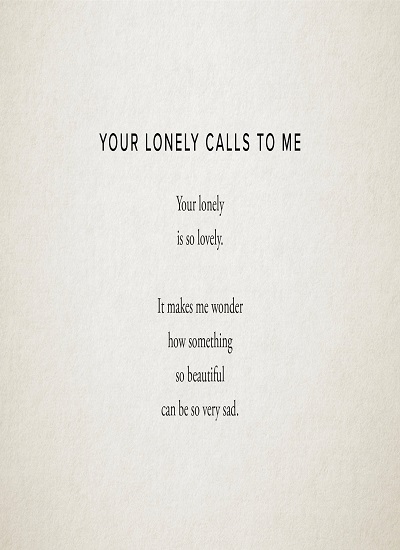 YOUR LONELY CALLS TO ME
Your lonely
is so lovely.
It makes me wonder
how something
so beautiful
can be so very sad.